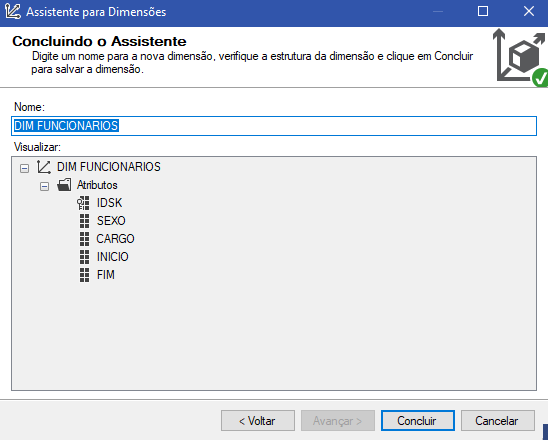 Assistente para Dimensões
Concluindo o Assistente
Digite um nome para a nova dimensão, verifique a estrutura da dimensão e clique em Concluir
para salvar a dimensão.
Nome:
DIM FUNCIONARIOS
Visualizar:
DIM FUNCIONARIOS
Atributos
IDSK
SEXO
CARGO
INICIO
FIM
< Voltar
Avançar >
Concluir
Cancelar